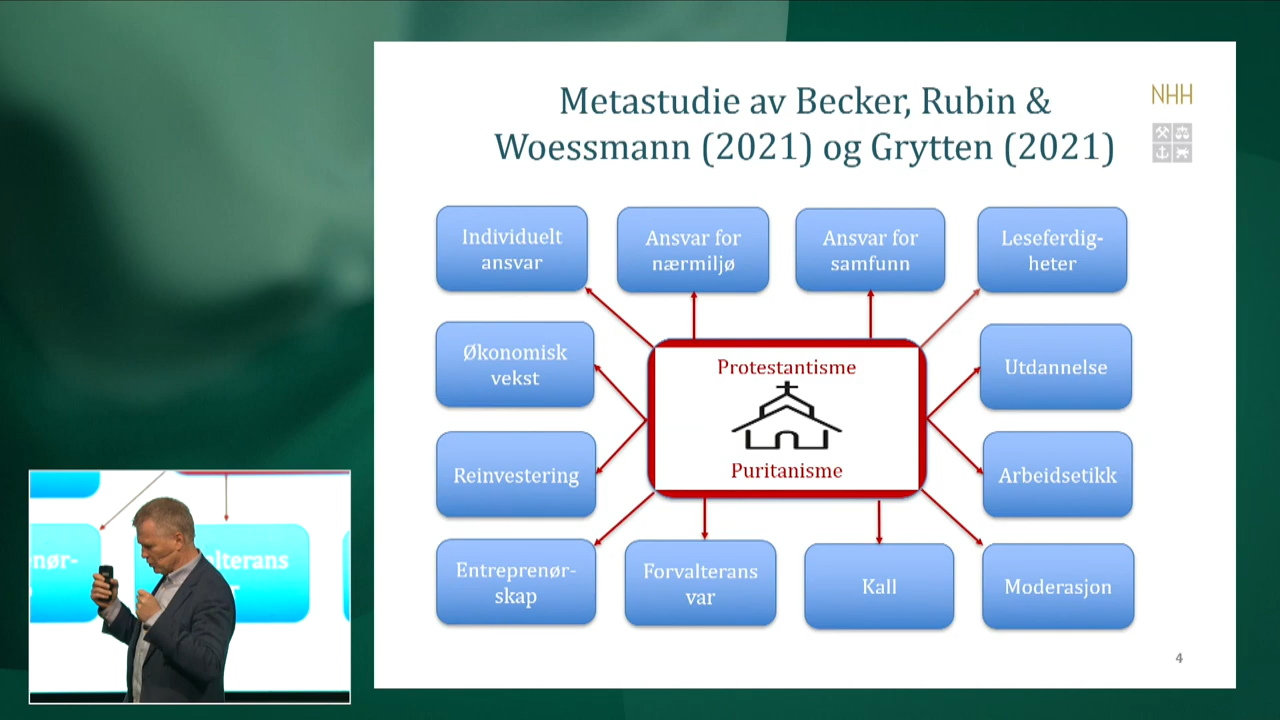 Metastudie av Becker, Rubin &
Woessmann (2021) og Grytten (2021)
NHH
Individuelt
ansvar
Ansvar for
nærmiljø
Ansvar for
samfunn
Leseferdig-
heter
Økonomisk
vekst
Protestantisme
Puritanisme
Utdannelse
Reinvestering
Arbeidsetikk
Entreprenør-
skap
Forvalterans
var
Kall
Moderasjon
4
nør-
lterans